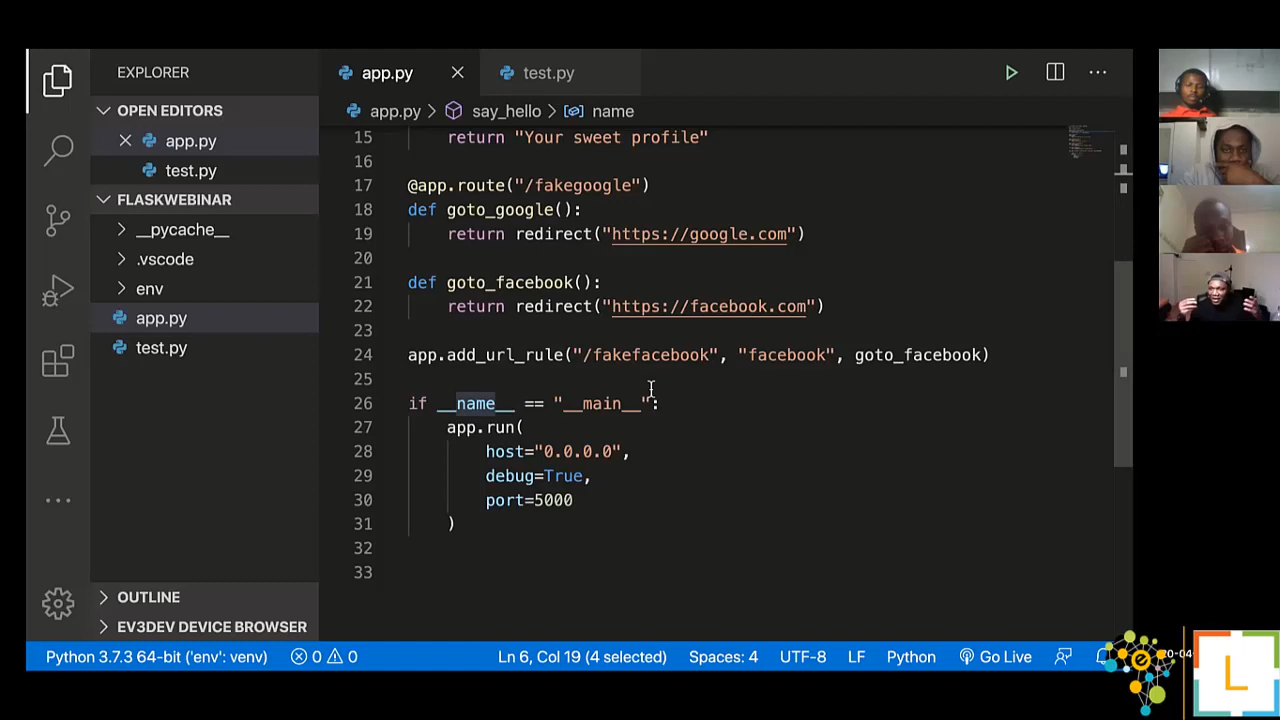 EXPLORER
OPEN EDITORS
app.py
test.py
FLASKWEBINAR
__pycache__
.vscode
env
app.py
test.py
OUTLINE
EV3DEV DEVICE BROWSER
app.py
test.py
app.py > say_hello > name
15 return "Your sweet profile"
16
17 @app.route("/fakegoogle")
18 def goto_google():
19 return redirect("https://google.com")
20
21 def goto_facebook():
22 return redirect("https://facebook.com")
23
24 app.add_url_rule("/fakefacebook", "facebook", goto_facebook)
25
26 if __name__ == "__main__":
27 app.run(
28 host="0.0.0.0",
29 debug=True,
30 port=5000
31 )
32
33
Python 3.7.3 64-bit ('env': venv) 0 0 Ln 6, Col 19 (4 selected) Spaces: 4 UTF-8 LF Python Go Live
L